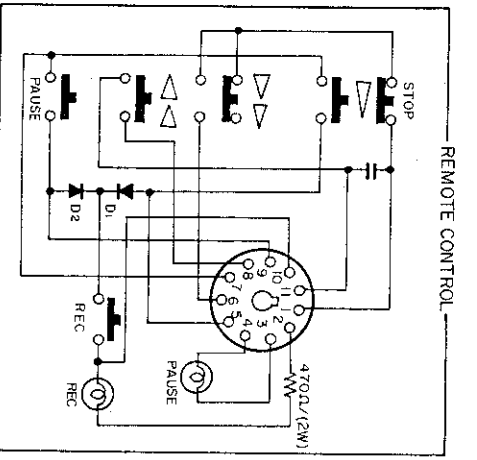 REMOTE CONTROL
STOP
PAUSE
D1
D2
REC
1
2
3
4
5
6
7
8
9
10
11
470Ω/(2W)
PAUSE
REC